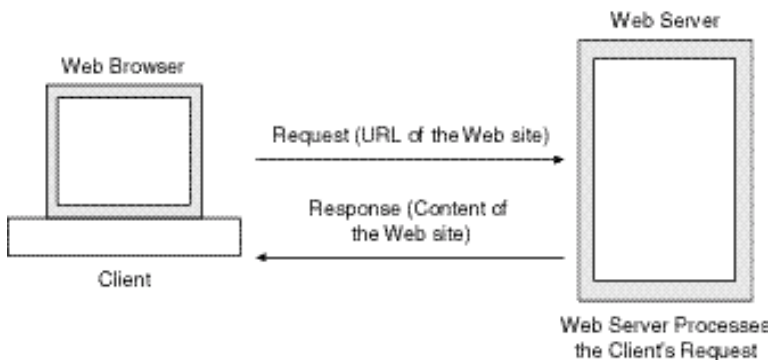 Web Server
Web Browser
Request (URL of the Web site)
Response (Content of
the Web site)
Client
Web Server Processes
the Client's Request